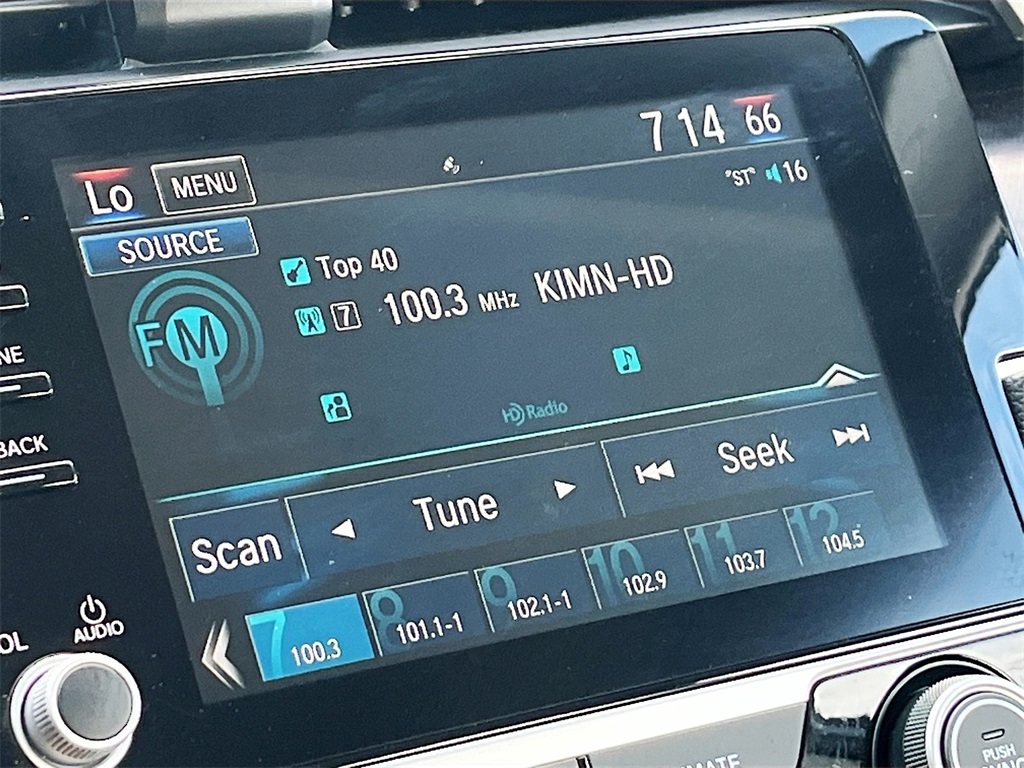 7 14 66
Lo MENU
"ST" 16
SOURCE
Top 40
FM
7 100.3 MHz KIMN-HD
HD Radio
Scan Tune Seek
7 100.3
8 101.1-1
9 102.1-1
10 102.9
11 103.7
12 104.5
BACK
AUDIO
PUSH